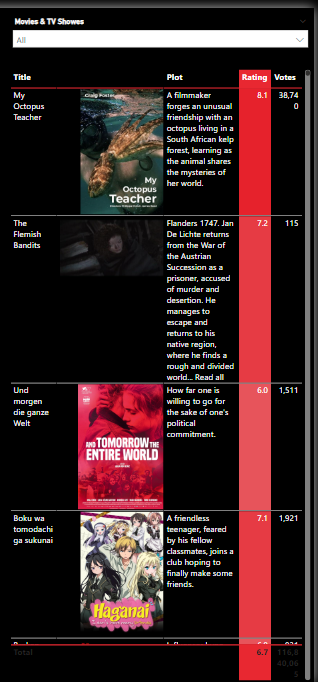 Movies & TV Showes
All
Title Plot Rating Votes
My
Octopus
Teacher
Craig Foster
My
Octopus
Teacher
A filmmaker
forges an unusual
friendship with an
octopus living in a
South African kelp
forest, learning as
the animal shares
the mysteries of
her world.
8.1
38,74
0
The
Flemish
Bandits
Flanders 1747. Jan
De Lichte returns
from the War of
the Austrian
Succession as a
prisoner, accused
of murder and
desertion. He
manages to
escape and
returns to his
native region,
where he finds a
rough and divided
world... Read all
7.2
115
Und
morgen
die ganze
Welt
AND TOMORROW THE
ENTIRE WORLD
How far one is
willing to go for
the sake of one's
political
commitment.
6.0
1,511
Boku wa
tomodachi
ga sukunai
Haganai
A friendless
teenager, feared
by his fellow
classmates, joins a
club hoping to
finally make some
friends.
7.1
1,921
Total
6.7
116,8
40,06
5